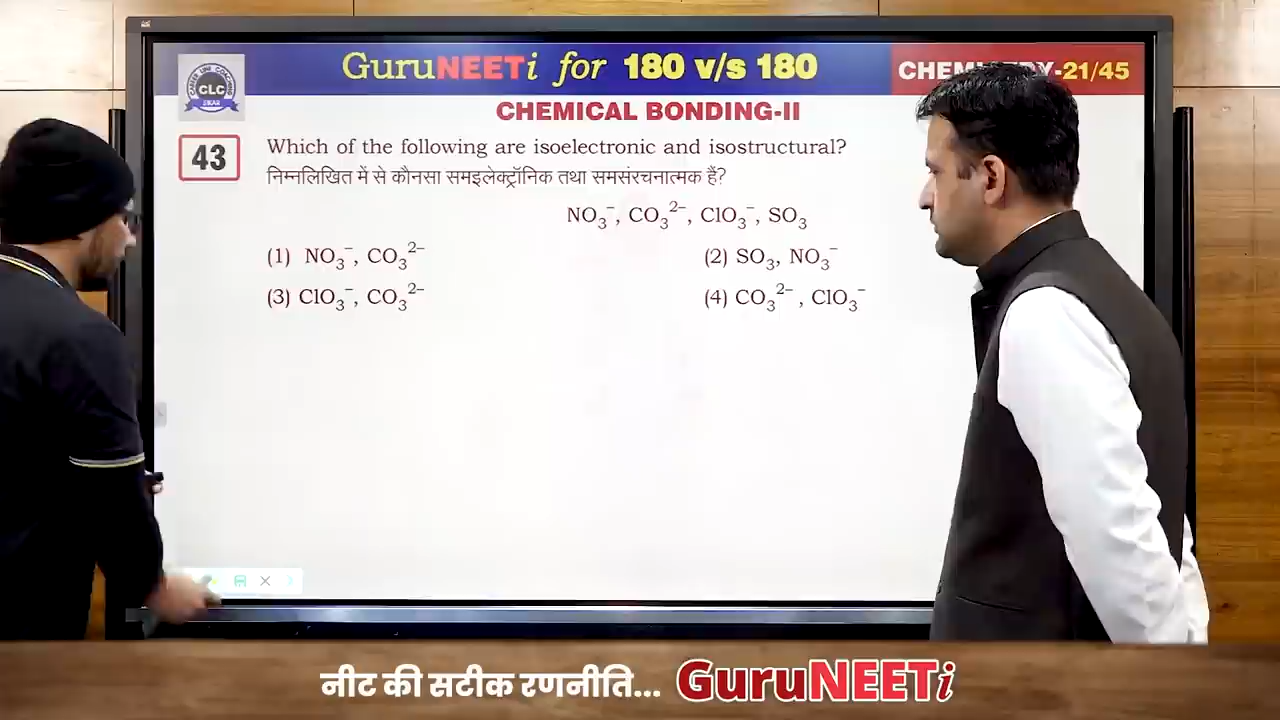 GuruNEETi for 180 v/s 180
CHEMISTRY-21/45
CLC
SIKAR
CHEMICAL BONDING-II
43
Which of the following are isoelectronic and isostructural?
निम्नलिखित में से कौनसा समइलेक्ट्रॉनिक तथा समसंरचनात्मक हैं?
NO₃⁻, CO₃²⁻, ClO₃⁻, SO₃
(1) NO₃⁻, CO₃²⁻ (2) SO₃, NO₃⁻
(3) ClO₃⁻, CO₃²⁻ (4) CO₃²⁻ , ClO₃⁻
नीट की सटीक रणनीति... GuruNEETi